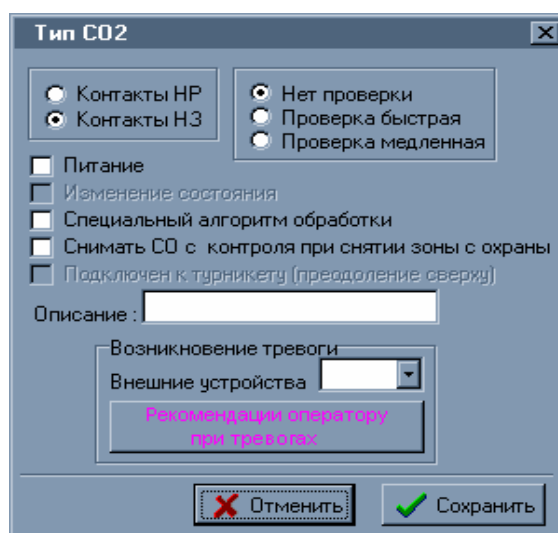 Тип СО2
Контакты НР
Контакты НЗ
Нет проверки
Проверка быстрая
Проверка медленная
Питание
Изменение состояния
Специальный алгоритм обработки
Снимать СО с контроля при снятии зоны с охраны
Подключен к турникету (преодоление сверху)
Описание :
Возникновение тревоги
Внешние устройства
Рекомендации оператору
при тревогах
Отменить
Сохранить